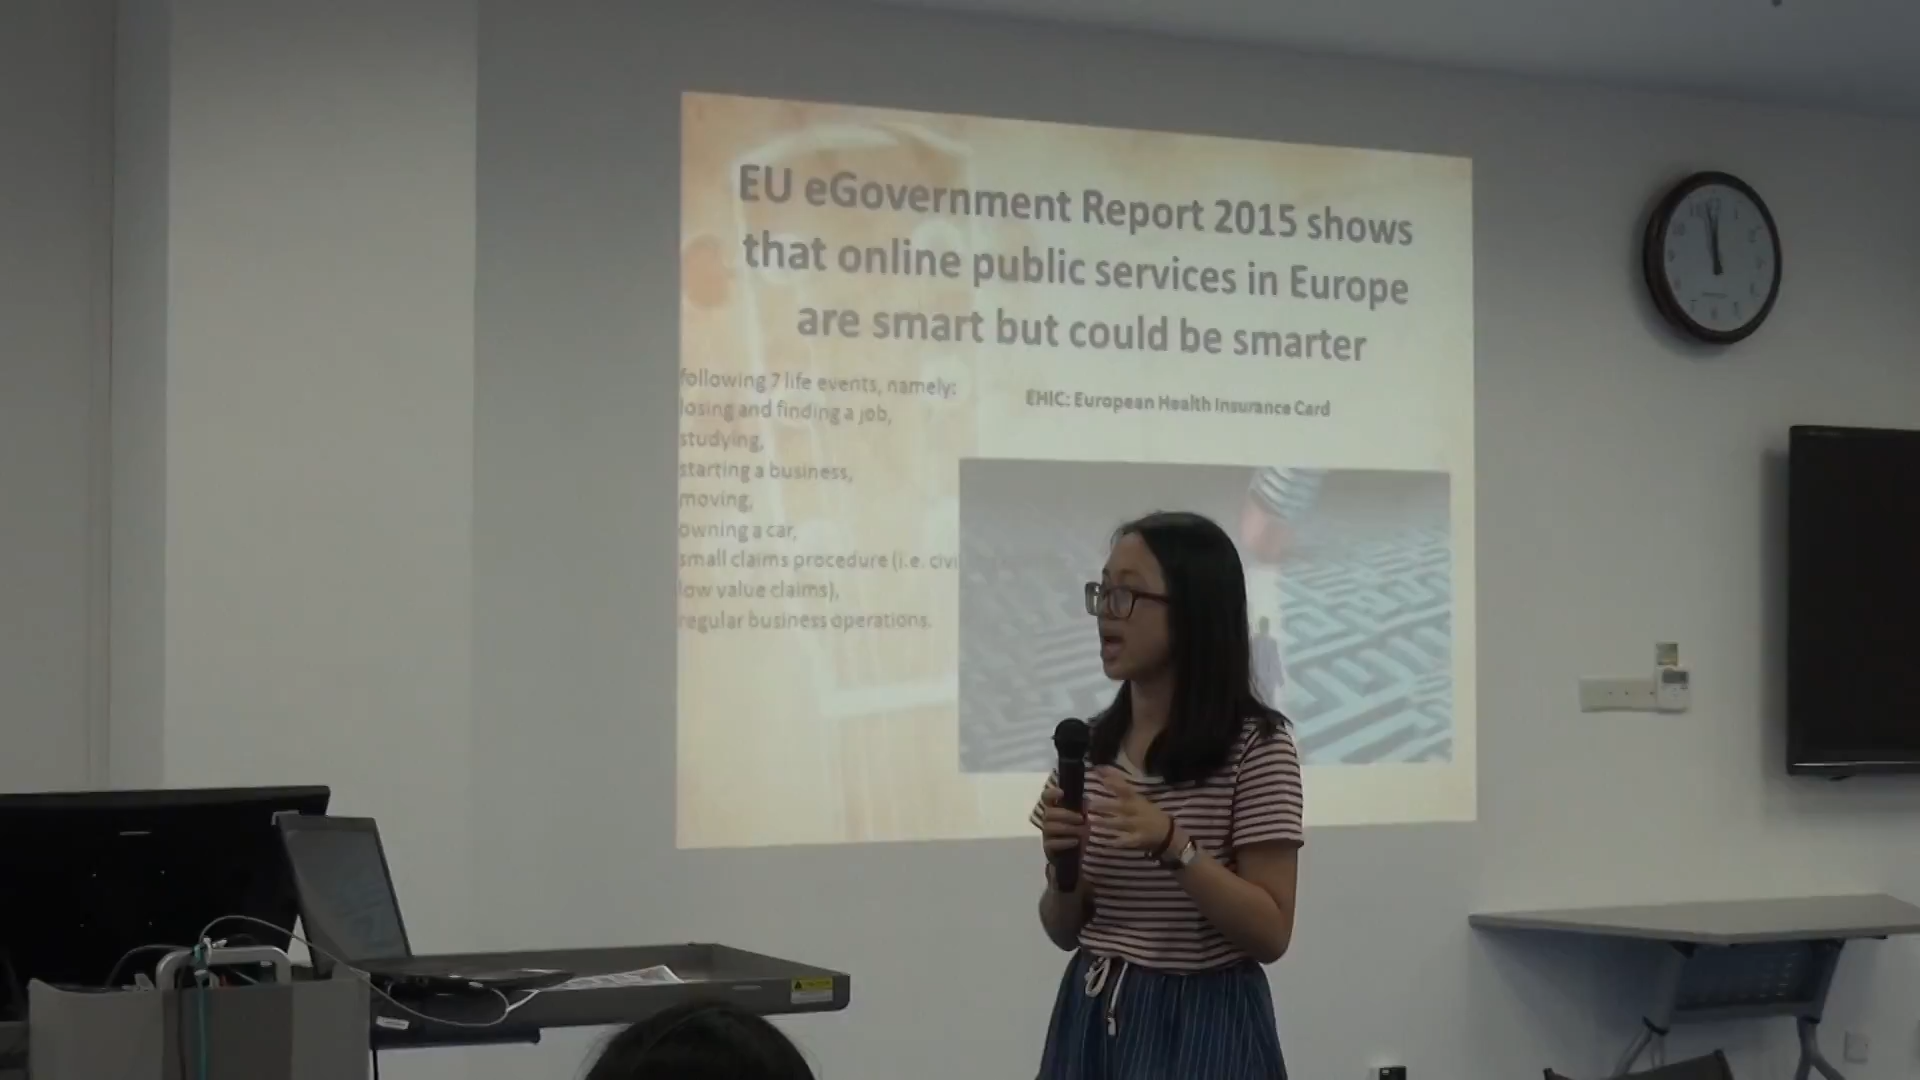 EU eGovernment Report 2015 shows
that online public services in Europe
are smart but could be smarter
following 7 life events, namely:
losing and finding a job,
studying,
starting a business,
moving,
owning a car,
small claims procedure (i.e. civi
low value claims),
regular business operations.
EHIC: European Health Insurance Card